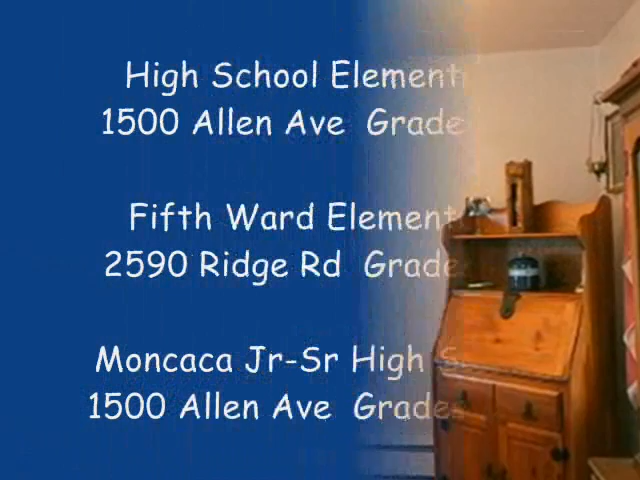 High School Element
1500 Allen Ave Grade
Fifth Ward Element
2590 Ridge Rd Grade
Moncaca Jr-Sr High S
1500 Allen Ave Grades